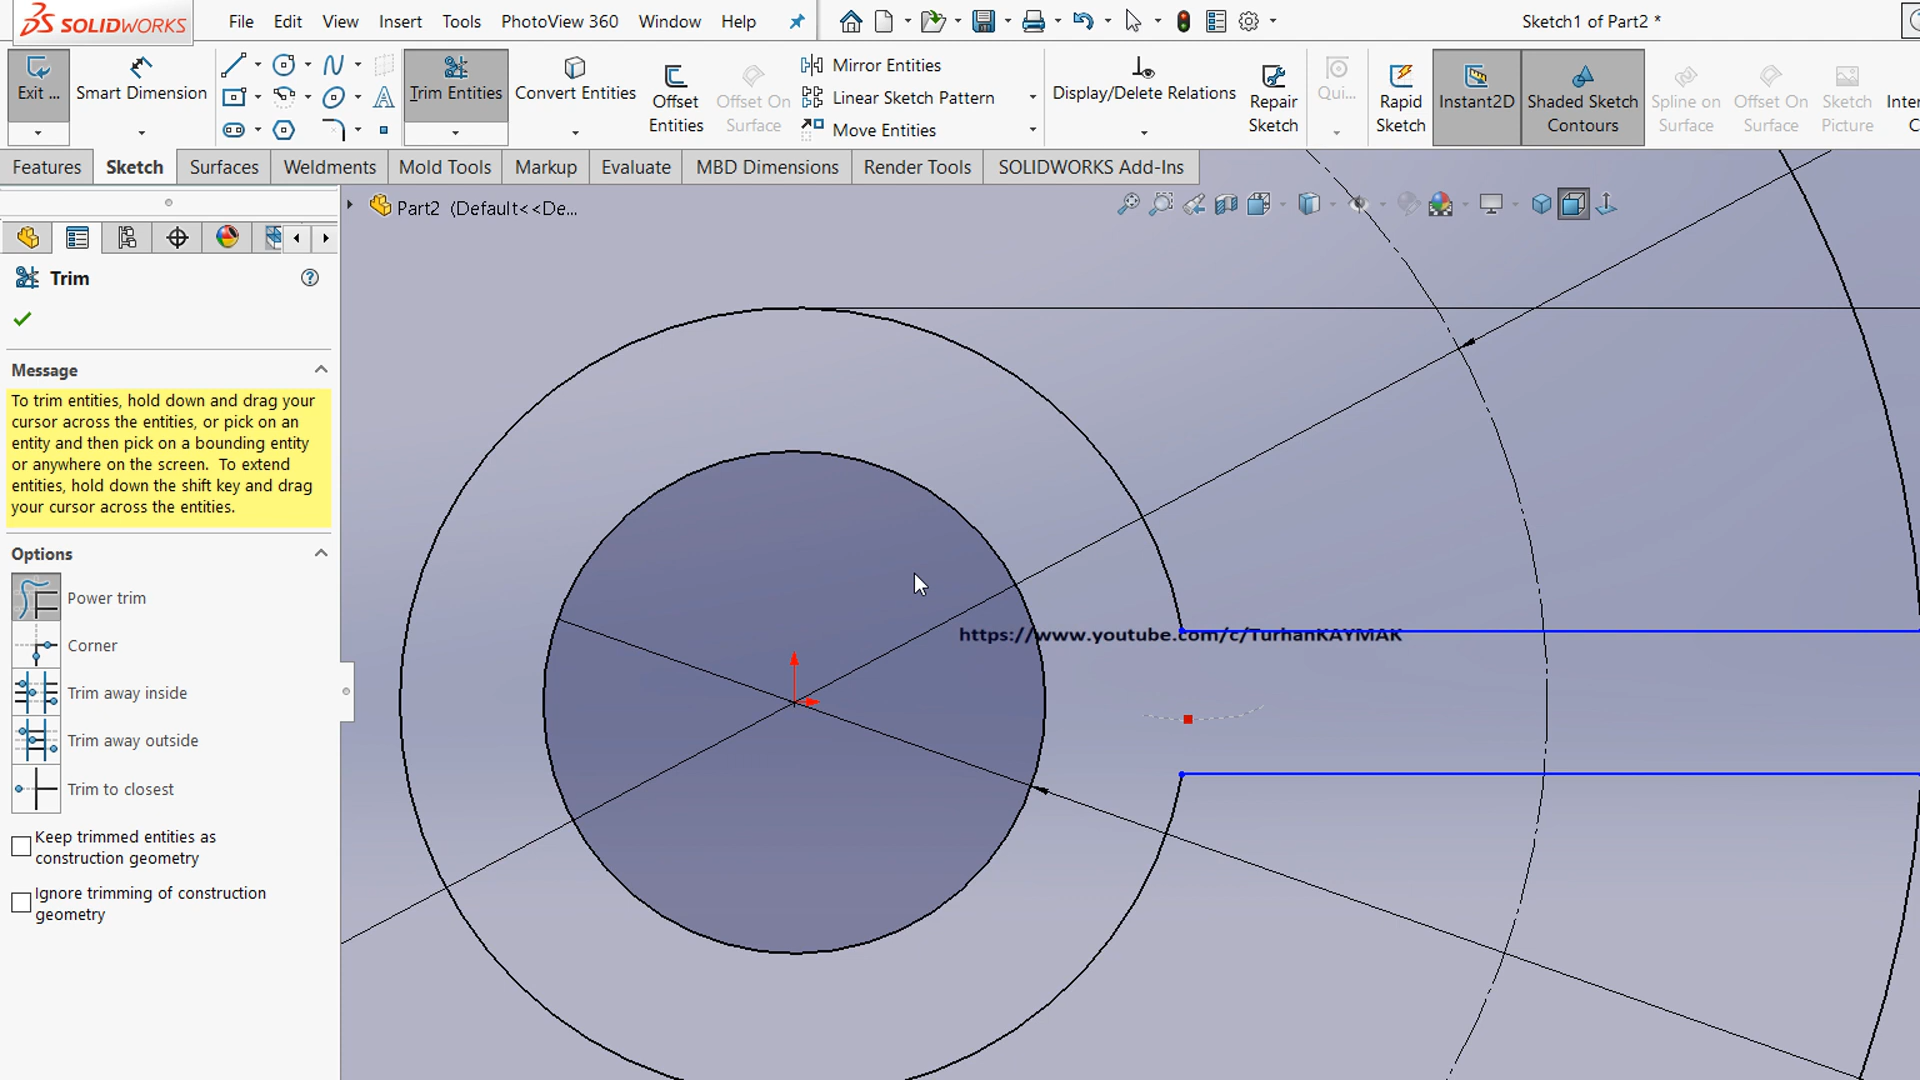 SOLIDWORKS
File Edit View Insert Tools PhotoView 360 Window Help
Sketch1 of Part2 *
Exit ...
Smart Dimension
Trim Entities
Convert Entities
Offset
Entities
Offset On
Surface
Mirror Entities
Linear Sketch Pattern
Move Entities
Display/Delete Relations
Repair
Sketch
Qui...
Rapid
Sketch
Instant2D
Shaded Sketch
Contours
Spline on
Surface
Offset On
Surface
Sketch
Picture
Features Sketch Surfaces Weldments Mold Tools Markup Evaluate MBD Dimensions Render Tools SOLIDWORKS Add-Ins
Part2 (Default<<De...
Trim
Message
To trim entities, hold down and drag your
cursor across the entities, or pick on an
entity and then pick on a bounding entity
or anywhere on the screen. To extend
entities, hold down the shift key and drag
your cursor across the entities.
Options
Power trim
Corner
Trim away inside
Trim away outside
Trim to closest
Keep trimmed entities as
construction geometry
Ignore trimming of construction
geometry
https://www.youtube.com/c/TurhanKAYMAK